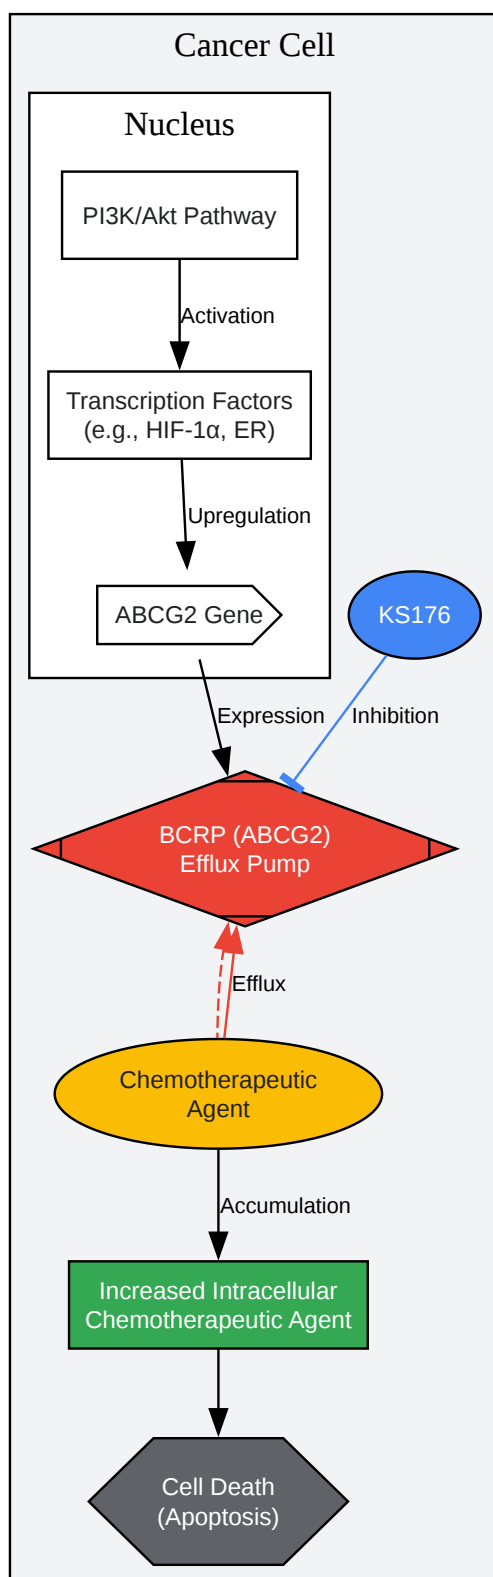 Cancer Cell
Nucleus
PI3K/Akt Pathway
Activation
Transcription Factors
(e.g., HIF-1α, ER)
Upregulation
ABCG2 Gene
KS176
Expression
Inhibition
BCRP (ABCG2)
Efflux Pump
Efflux
Chemotherapeutic
Agent
Accumulation
Increased Intracellular
Chemotherapeutic Agent
Cell Death
(Apoptosis)